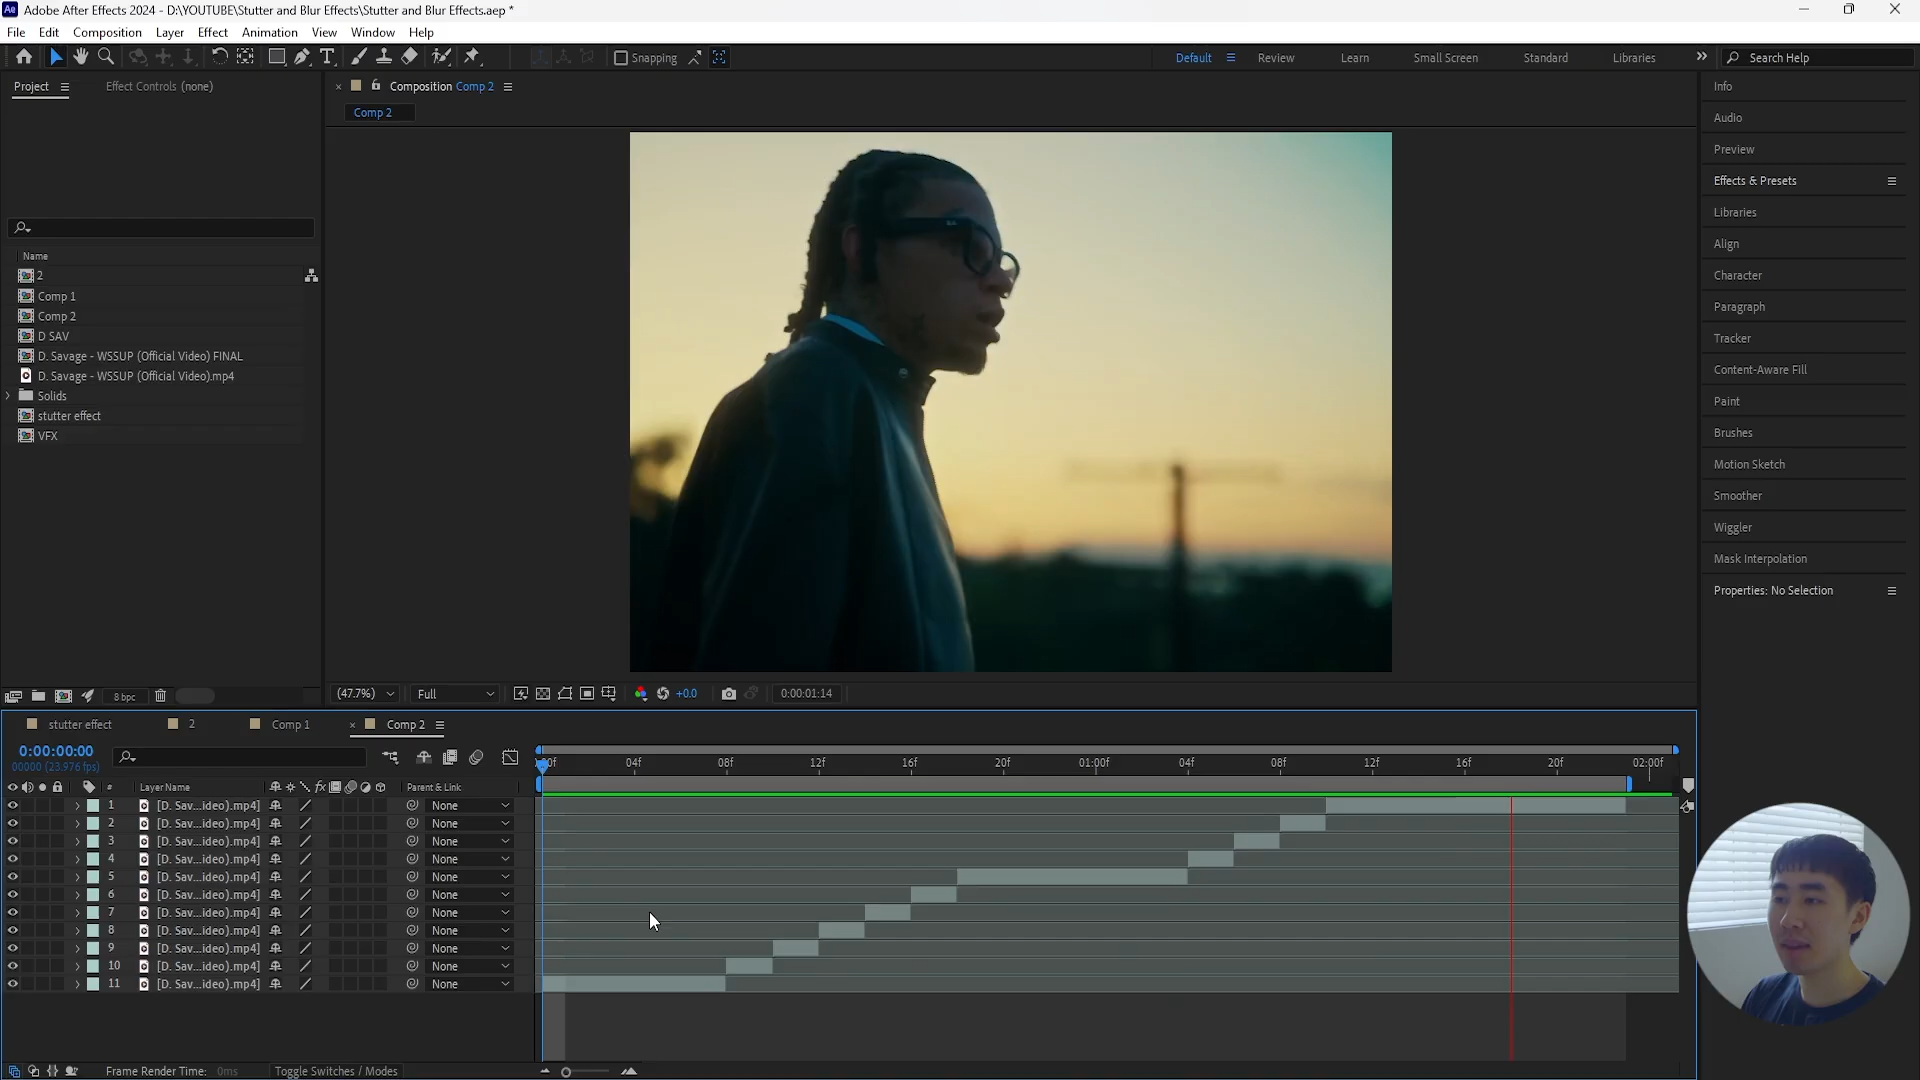 Adobe After Effects 2024 - D:\YOUTUBE\Stutter and Blur Effects\Stutter and Blur Effects.aep *
File Edit Composition Layer Effect Animation View Window Help
Snapping Default Review Learn Small Screen Standard Libraries Search Help
Project Effect Controls (none)
Composition Comp 2
Comp 2
Name
2
Comp 1
Comp 2
D SAV
D. Savage - WSSUP (Official Video) FINAL
D. Savage - WSSUP (Official Video).mp4
Solids
stutter effect
VFX
8 bpc
(47.7%) Full +0.0 0:00:01:14
Info
Audio
Preview
Effects & Presets
Libraries
Align
Character
Paragraph
Tracker
Content-Aware Fill
Paint
Brushes
Motion Sketch
Smoother
Wiggler
Mask Interpolation
Properties: No Selection
stutter effect 2 Comp 1 Comp 2
0:00:00:00
00000 (23.976 fps)
04f 08f 12f 16f 20f 01:00f 04f 08f 12f 16f 20f 02:00f
# Layer Name fx Parent & Link
1 [D. Sav...ideo).mp4] None
2 [D. Sav...ideo).mp4] None
3 [D. Sav...ideo).mp4] None
4 [D. Sav...ideo).mp4] None
5 [D. Sav...ideo).mp4] None
6 [D. Sav...ideo).mp4] None
7 [D. Sav...ideo).mp4] None
8 [D. Sav...ideo).mp4] None
9 [D. Sav...ideo).mp4] None
10 [D. Sav...ideo).mp4] None
11 [D. Sav...ideo).mp4] None
Frame Render Time: 0ms Toggle Switches / Modes